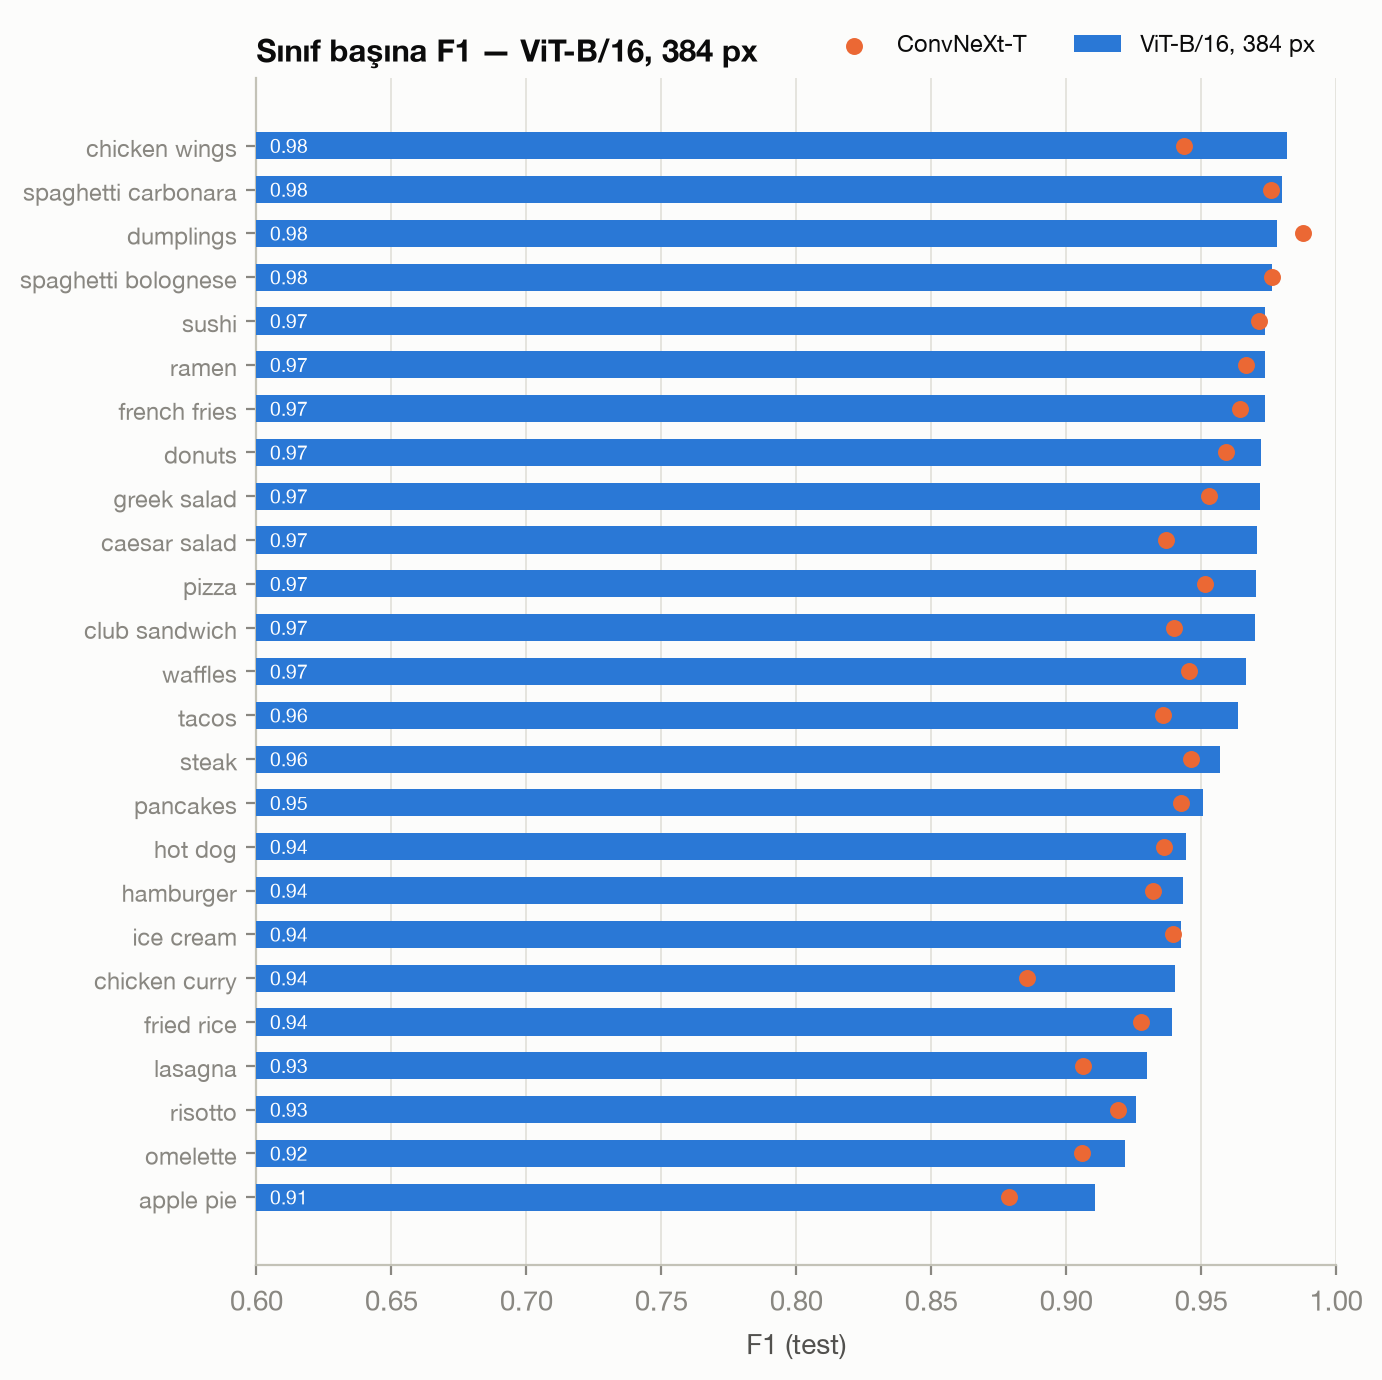 Sınıf başına F1 — ViT-B/16, 384 px
ConvNeXt-T
ViT-B/16, 384 px
chicken wings 0.98
spaghetti carbonara 0.98
dumplings 0.98
spaghetti bolognese 0.98
sushi 0.97
ramen 0.97
french fries 0.97
donuts 0.97
greek salad 0.97
caesar salad 0.97
pizza 0.97
club sandwich 0.97
waffles 0.97
tacos 0.96
steak 0.96
pancakes 0.95
hot dog 0.94
hamburger 0.94
ice cream 0.94
chicken curry 0.94
fried rice 0.94
lasagna 0.93
risotto 0.93
omelette 0.92
apple pie 0.91
0.60 0.65 0.70 0.75 0.80 0.85 0.90 0.95 1.00
F1 (test)